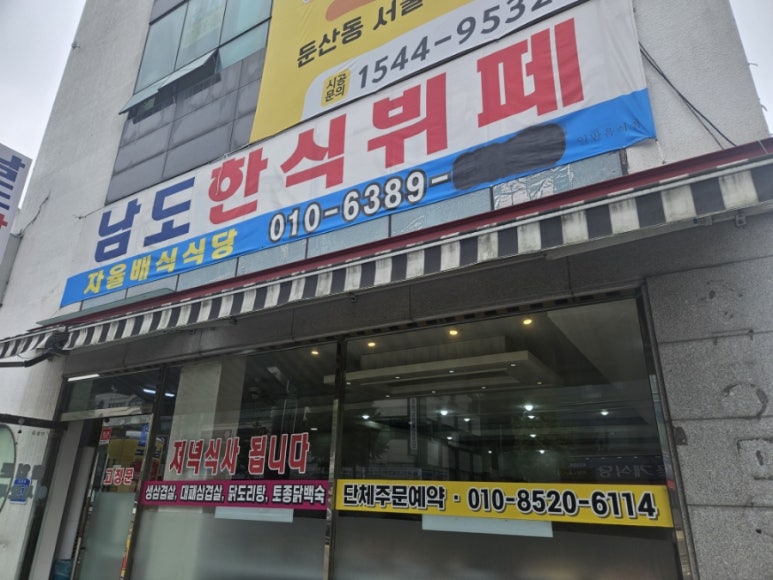 둔산동 서울
시공
문의
1544-9532
남도한식뷔페
자율배식식당
010-6389-
저녁식사 됩니다
고정문
생삼겹살, 대패삼겹살, 닭도리탕, 토종닭백숙
단체주문예약 · 010-8520-6114